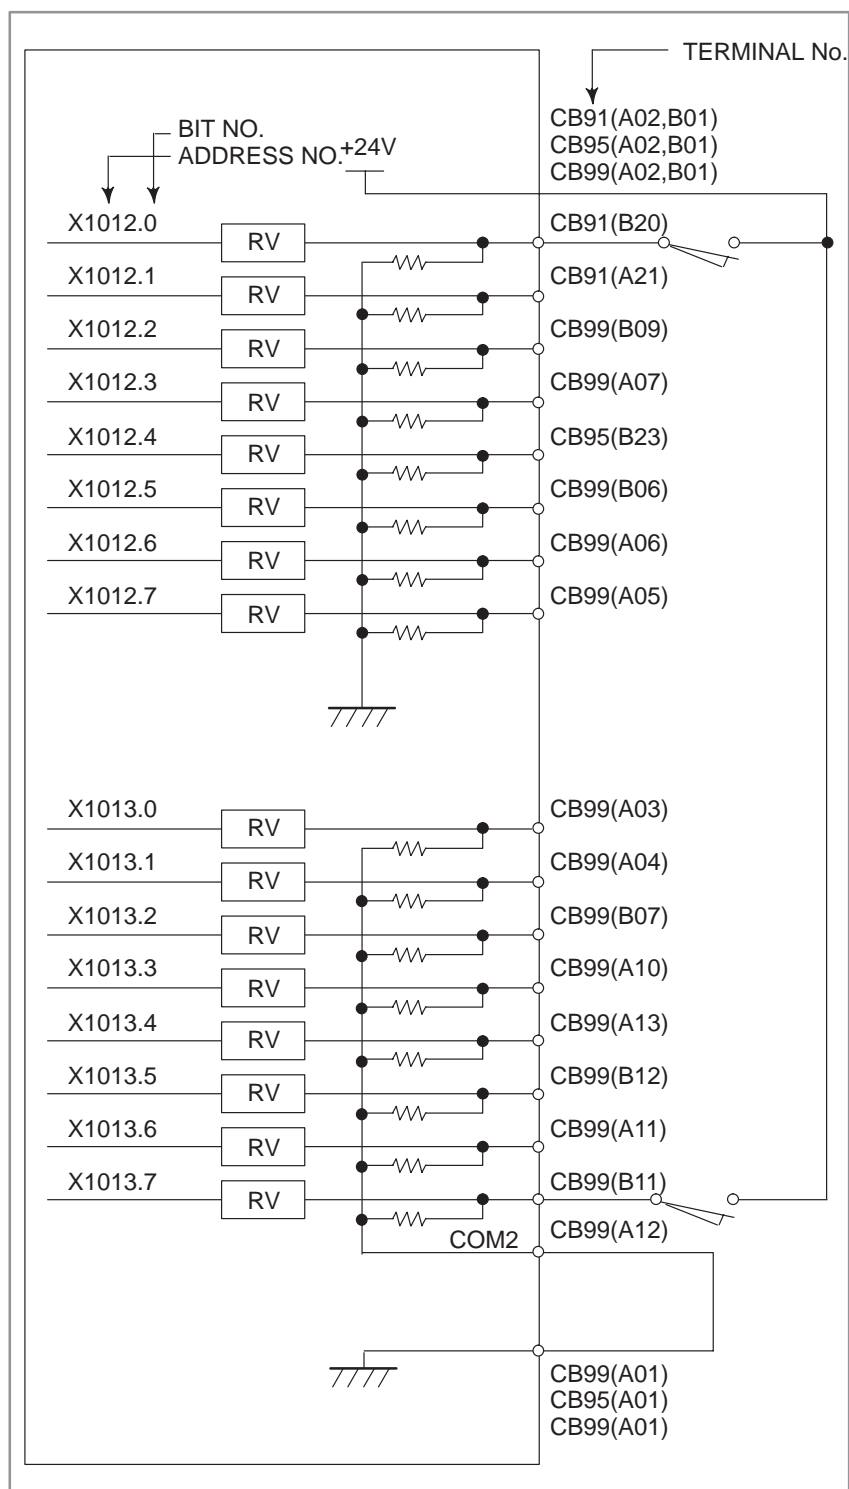 TERMINAL No.
CB91(A02,B01)
CB95(A02,B01)
CB99(A02,B01)
BIT NO.
ADDRESS NO.
+24V
X1012.0
RV
CB91(B20)
X1012.1
RV
CB91(A21)
X1012.2
RV
CB99(B09)
X1012.3
RV
CB99(A07)
X1012.4
RV
CB95(B23)
X1012.5
RV
CB99(B06)
X1012.6
RV
CB99(A06)
X1012.7
RV
CB99(A05)
X1013.0
RV
CB99(A03)
X1013.1
RV
CB99(A04)
X1013.2
RV
CB99(B07)
X1013.3
RV
CB99(A10)
X1013.4
RV
CB99(A13)
X1013.5
RV
CB99(B12)
X1013.6
RV
CB99(A11)
X1013.7
RV
CB99(B11)
COM2
CB99(A12)
CB99(A01)
CB95(A01)
CB99(A01)